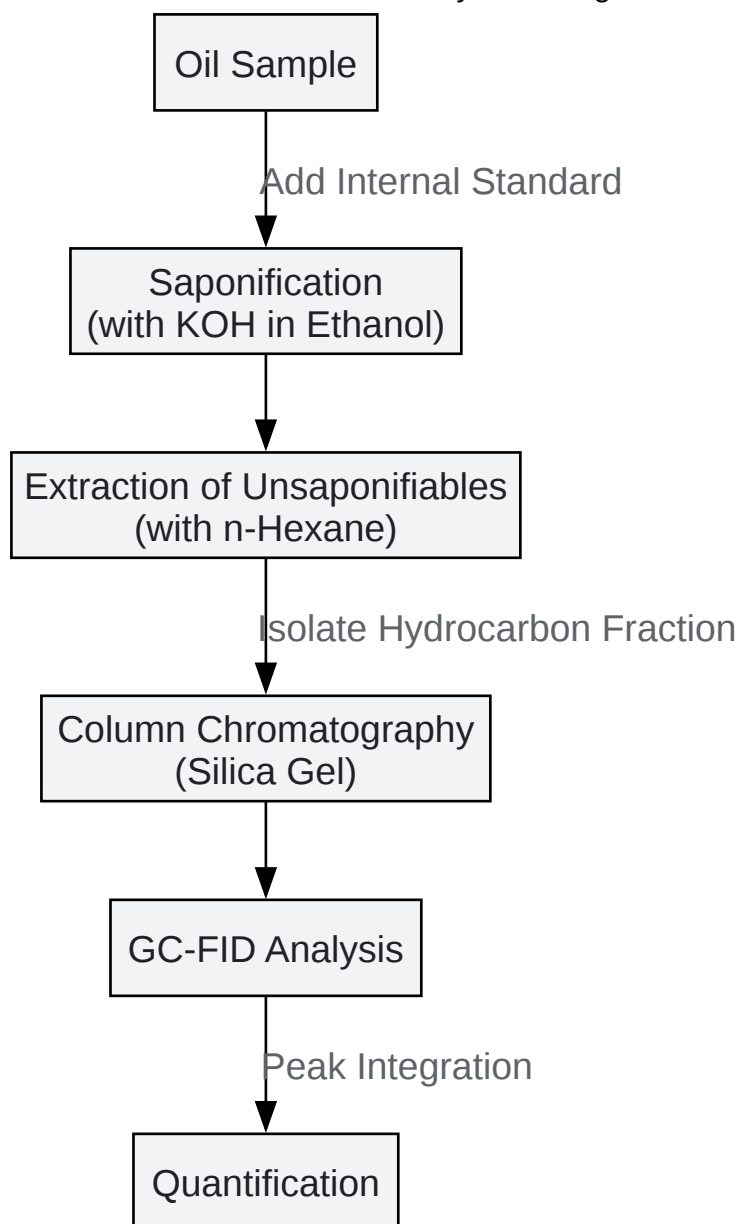 Oil Sample
Add Internal Standard
Saponification
(with KOH in Ethanol)
Extraction of Unsaponifiables
(with n-Hexane)
Isolate Hydrocarbon Fraction
Column Chromatography
(Silica Gel)
GC-FID Analysis
Peak Integration
Quantification